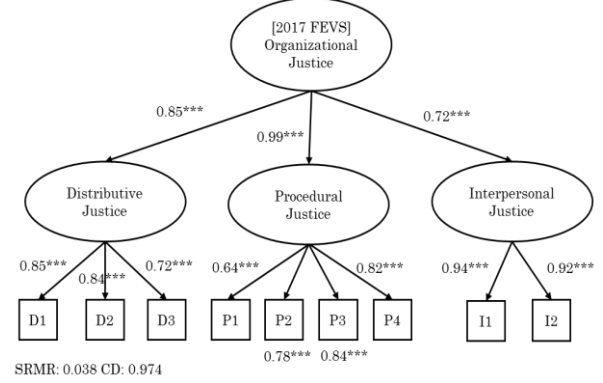 [2017 FEVS]
Organizational
Justice
0.85***
0.99***
0.72***
Distributive
Justice
Procedural
Justice
Interpersonal
Justice
0.85***
0.84***
0.72***
0.64***
0.82***
0.94***
0.92***
D1
D2
D3
P1
P2
P3
P4
I1
I2
0.78*** 0.84***
SRMR: 0.038 CD: 0.974